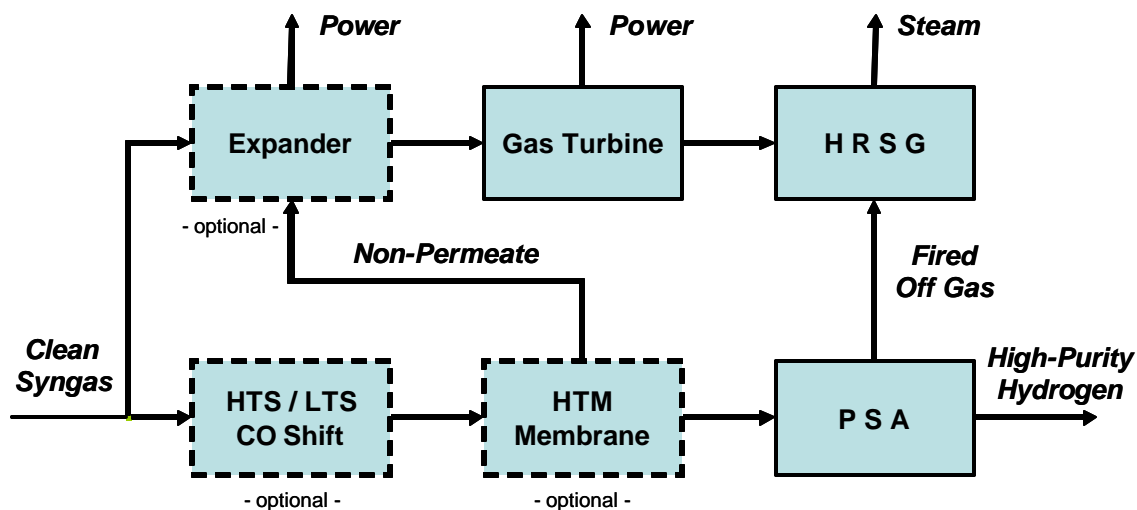 Power
Power
Steam
Expander
Gas Turbine
H R S G
- optional -
Non-Permeate
Fired
Off Gas
Clean
Syngas
HTS / LTS
CO Shift
HTM
Membrane
P S A
High-Purity
Hydrogen
- optional -
- optional -